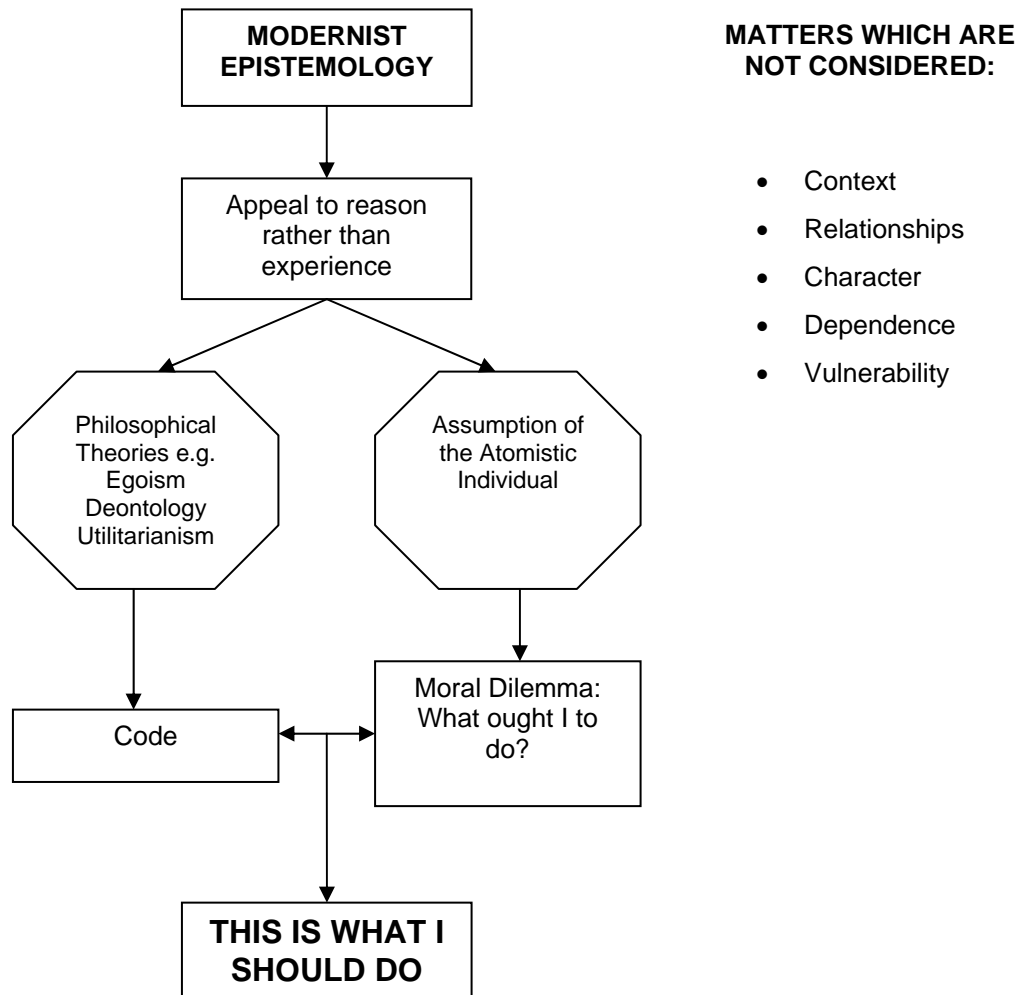 MODERNIST
EPISTEMOLOGY
MATTERS WHICH ARE
NOT CONSIDERED:
Appeal to reason
rather than
experience
• Context
• Relationships
• Character
• Dependence
• Vulnerability
Philosophical
Theories e.g.
Egoism
Deontology
Utilitarianism
Assumption of
the Atomistic
Individual
Code
Moral Dilemma:
What ought I to
do?
THIS IS WHAT I
SHOULD DO